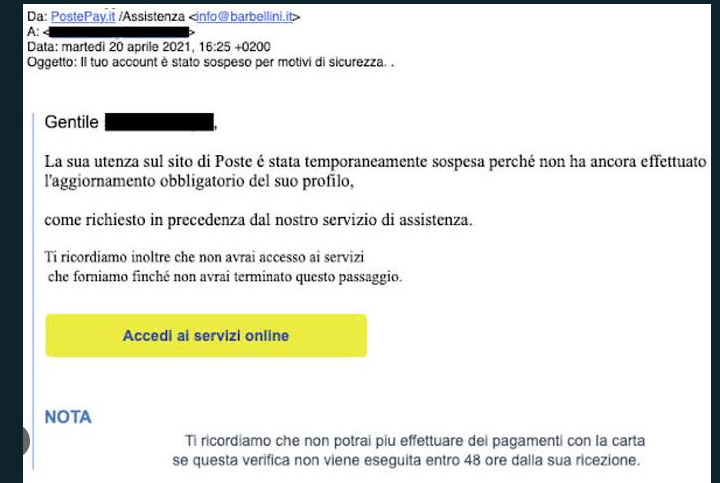 Da: PostePay.it /Assistenza <info@barbellini.it>
A: < >
Data: martedì 20 aprile 2021, 16:25 +0200
Oggetto: Il tuo account è stato sospeso per motivi di sicurezza. .
Gentile ,
La sua utenza sul sito di Poste é stata temporaneamente sospesa perché non ha ancora effettuato
l'aggiornamento obbligatorio del suo profilo,
come richiesto in precedenza dal nostro servizio di assistenza.
Ti ricordiamo inoltre che non avrai accesso ai servizi
che forniamo finché non avrai terminato questo passaggio.
Accedi ai servizi online
NOTA
Ti ricordiamo che non potrai piu effettuare dei pagamenti con la carta
se questa verifica non viene eseguita entro 48 ore dalla sua ricezione.